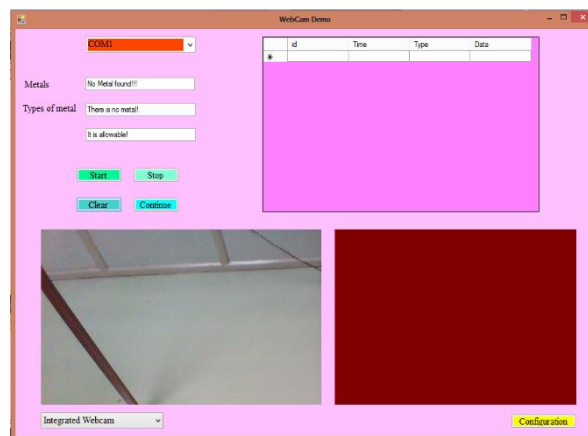 WebCam Demo
COM1
Id Time Type Data
Metals No Metal found!!!
Types of metal There is no metal!
It is allowable!
Start Stop
Clear Continue
Integrated Webcam
Configuration